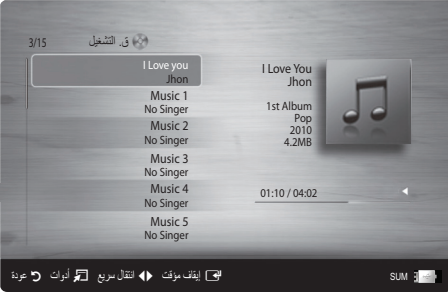 ق. التشغيل
3/15
I Love you
Jhon
Music 1
No Singer
Music 2
No Singer
Music 3
No Singer
Music 4
No Singer
Music 5
No Singer
I Love You
Jhon
1st Album
Pop
2010
4.2MB
01:10 / 04:02
SUM
إيقاف مؤقت انتقال سريع أدوات عودة